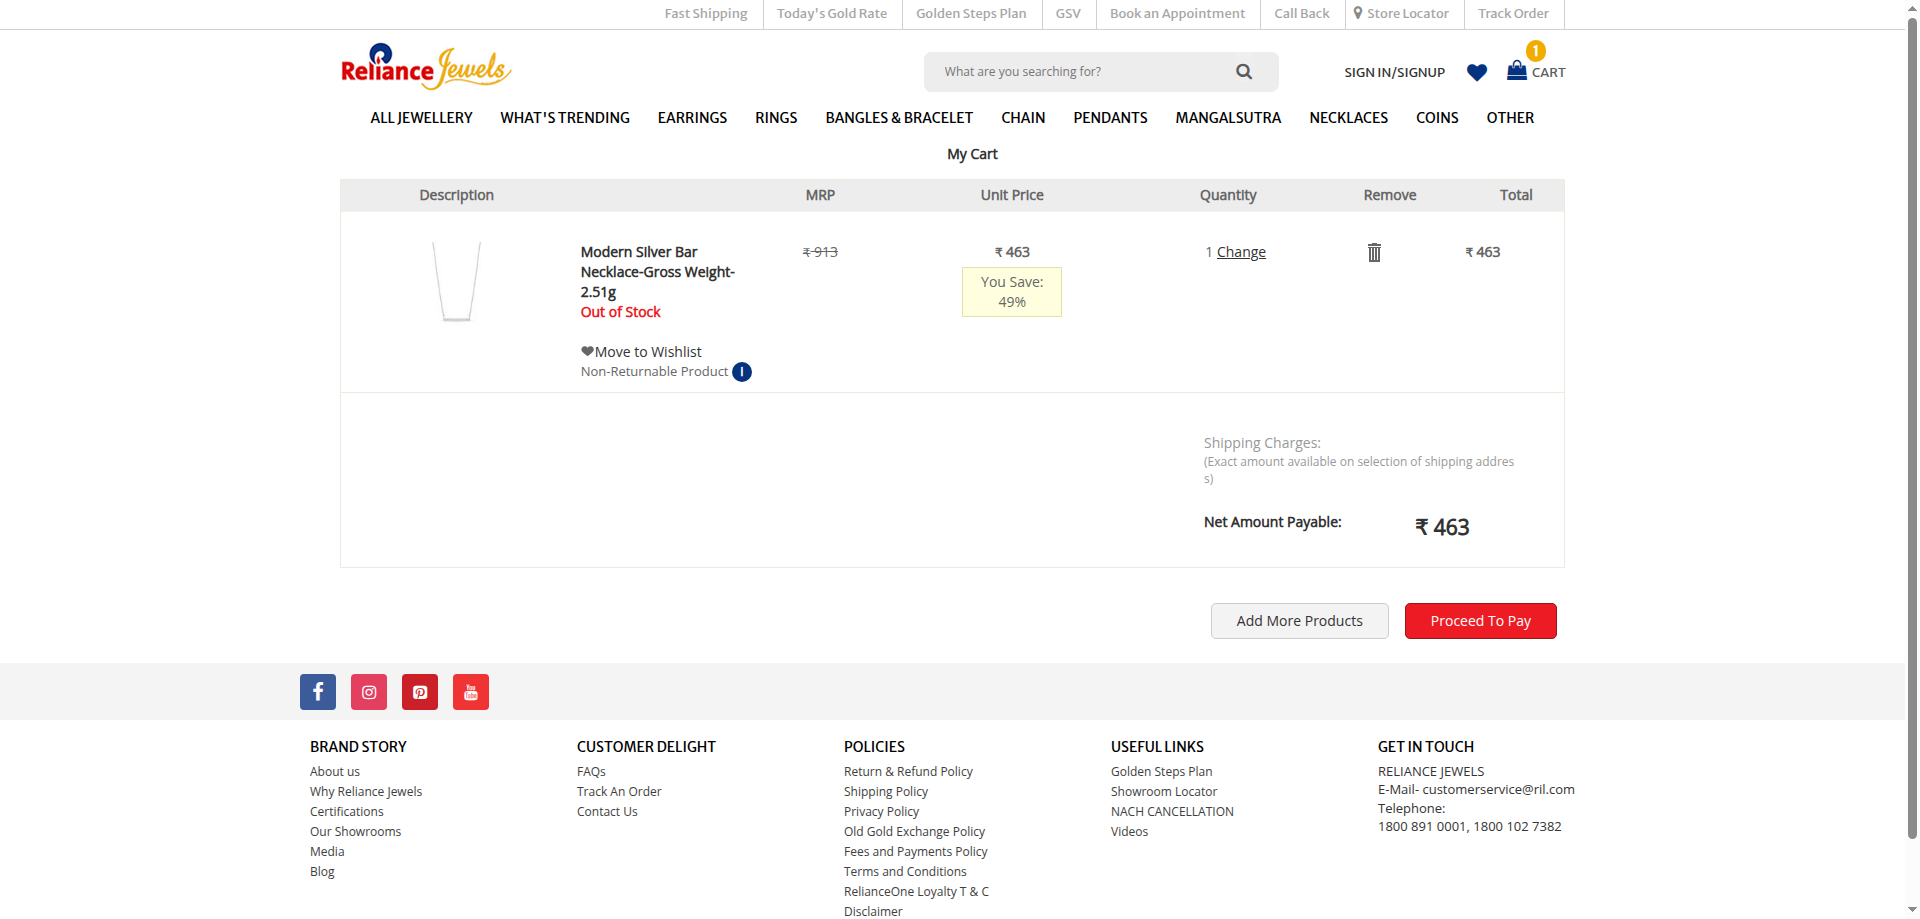 Fast Shipping
Today's Gold Rate
Golden Steps Plan
GSV
Book an Appointment
Call Back
Store Locator
Track Order
Reliance Jewels
What are you searching for?
SIGN IN/SIGNUP
1
CART
ALL JEWELLERY
WHAT'S TRENDING
EARRINGS
RINGS
BANGLES & BRACELET
CHAIN
PENDANTS
MANGALSUTRA
NECKLACES
COINS
OTHER
My Cart
Description
MRP
Unit Price
Quantity
Remove
Total
Modern SIlver Bar
Necklace-Gross Weight-
2.51g
Out of Stock
Move to Wishlist
Non-Returnable Product I
₹ 913
₹ 463
You Save:
49%
1 Change
₹ 463
Shipping Charges:
(Exact amount available on selection of shipping addres
s)
Net Amount Payable:
₹ 463
Add More Products
Proceed To Pay
You
Tube
BRAND STORY
About us
Why Reliance Jewels
Certifications
Our Showrooms
Media
Blog
CUSTOMER DELIGHT
FAQs
Track An Order
Contact Us
POLICIES
Return & Refund Policy
Shipping Policy
Privacy Policy
Old Gold Exchange Policy
Fees and Payments Policy
Terms and Conditions
RelianceOne Loyalty T & C
Disclaimer
USEFUL LINKS
Golden Steps Plan
Showroom Locator
NACH CANCELLATION
Videos
GET IN TOUCH
RELIANCE JEWELS
E-Mail- customerservice@ril.com
Telephone:
1800 891 0001, 1800 102 7382